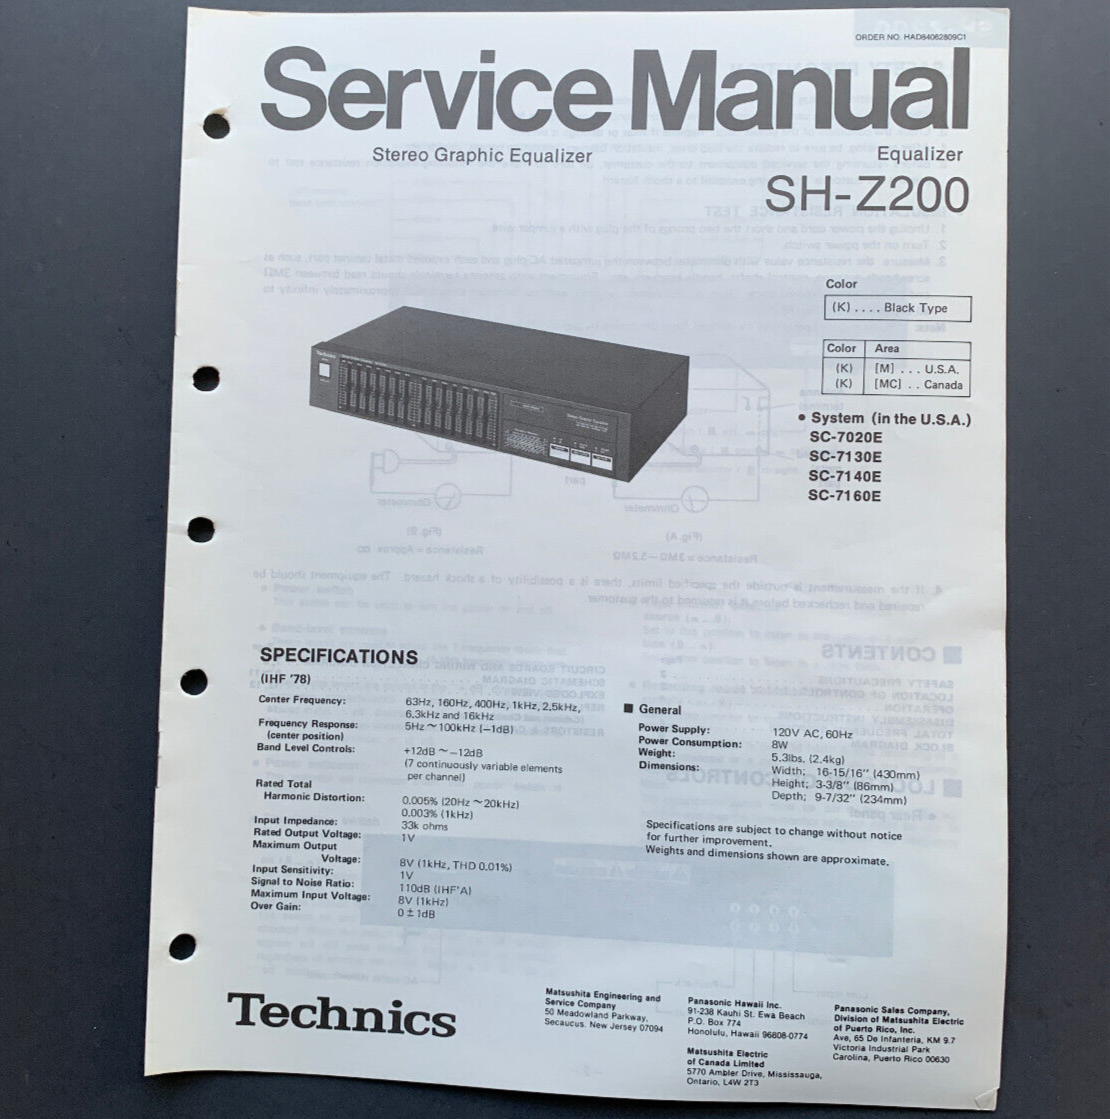 ORDER NO. HAD84062809C1
Service Manual
Stereo Graphic Equalizer
Equalizer
SH-Z200
Color
(K) . . . . Black Type
Color Area
(K) [M] . . . U.S.A.
(K) [MC] . . Canada
• System (in the U.S.A.)
SC-7020E
SC-7130E
SC-7140E
SC-7160E
Technics
SPECIFICATIONS
(IHF '78)
Center Frequency: 63Hz, 160Hz, 400Hz, 1kHz, 2.5kHz,
6.3kHz and 16kHz
Frequency Response: 5Hz ~ 100kHz (−1dB)
(center position)
Band Level Controls: +12dB ~ −12dB
(7 continuously variable elements
per channel)
Rated Total
Harmonic Distortion: 0.005% (20Hz ~ 20kHz)
0.003% (1kHz)
Input Impedance: 33k ohms
Rated Output Voltage: 1V
Maximum Output
Voltage: 8V (1kHz, THD 0.01%)
Input Sensitivity: 1V
Signal to Noise Ratio: 110dB (IHF'A)
Maximum Input Voltage: 8V (1kHz)
Over Gain: 0 ± 1dB
■ General
Power Supply: 120V AC, 60Hz
Power Consumption: 8W
Weight: 5.3lbs. (2.4kg)
Dimensions: Width; 16-15/16" (430mm)
Height; 3-3/8" (86mm)
Depth; 9-7/32" (234mm)
Specifications are subject to change without notice
for further improvement.
Weights and dimensions shown are approximate.
Technics
Matsushita Engineering and
Service Company
50 Meadowland Parkway,
Secaucus. New Jersey 07094
Panasonic Hawaii Inc.
91-238 Kauhi St. Ewa Beach
P.O. Box 774
Honolulu, Hawaii 96808-0774
Matsushita Electric
of Canada Limited
5770 Ambler Drive, Mississauga,
Ontario, L4W 2T3
Panasonic Sales Company,
Division of Matsushita Electric
of Puerto Rico, Inc.
Ave, 65 De Infanteria, KM 9.7
Victoria Industrial Park
Carolina, Puerto Rico 00630